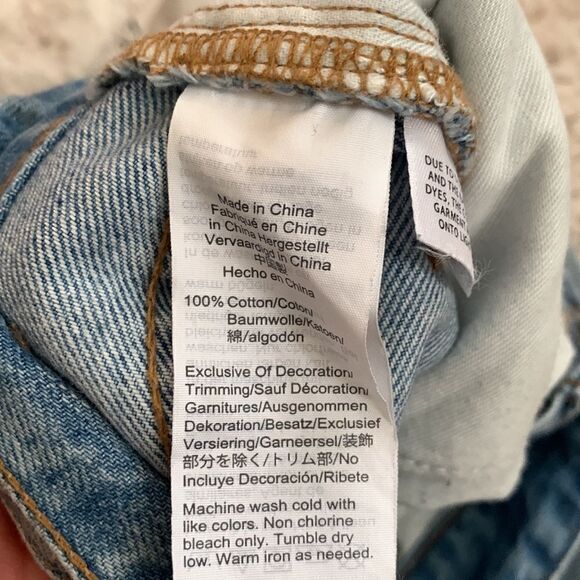 Made in China
Fabriqué en Chine
in China Hergestellt
Vervaardigd in China
中国製
Hecho en China
100% Cotton/Coton/
Baumwolle/Katoen/
綿/algodón
Exclusive Of Decoration/
Trimming/Sauf Décoration/
Garnitures/Ausgenommen
Dekoration/Besatz/Exclusief
Versiering/Garneersel/装飾
部分を除く/トリム部/No
Incluye Decoración/Ribete
Machine wash cold with
like colors. Non chlorine
bleach only. Tumble dry
low. Warm iron as needed.
DUE TO
AND TH
DYES, THE
GARMENT
ONTO LIG